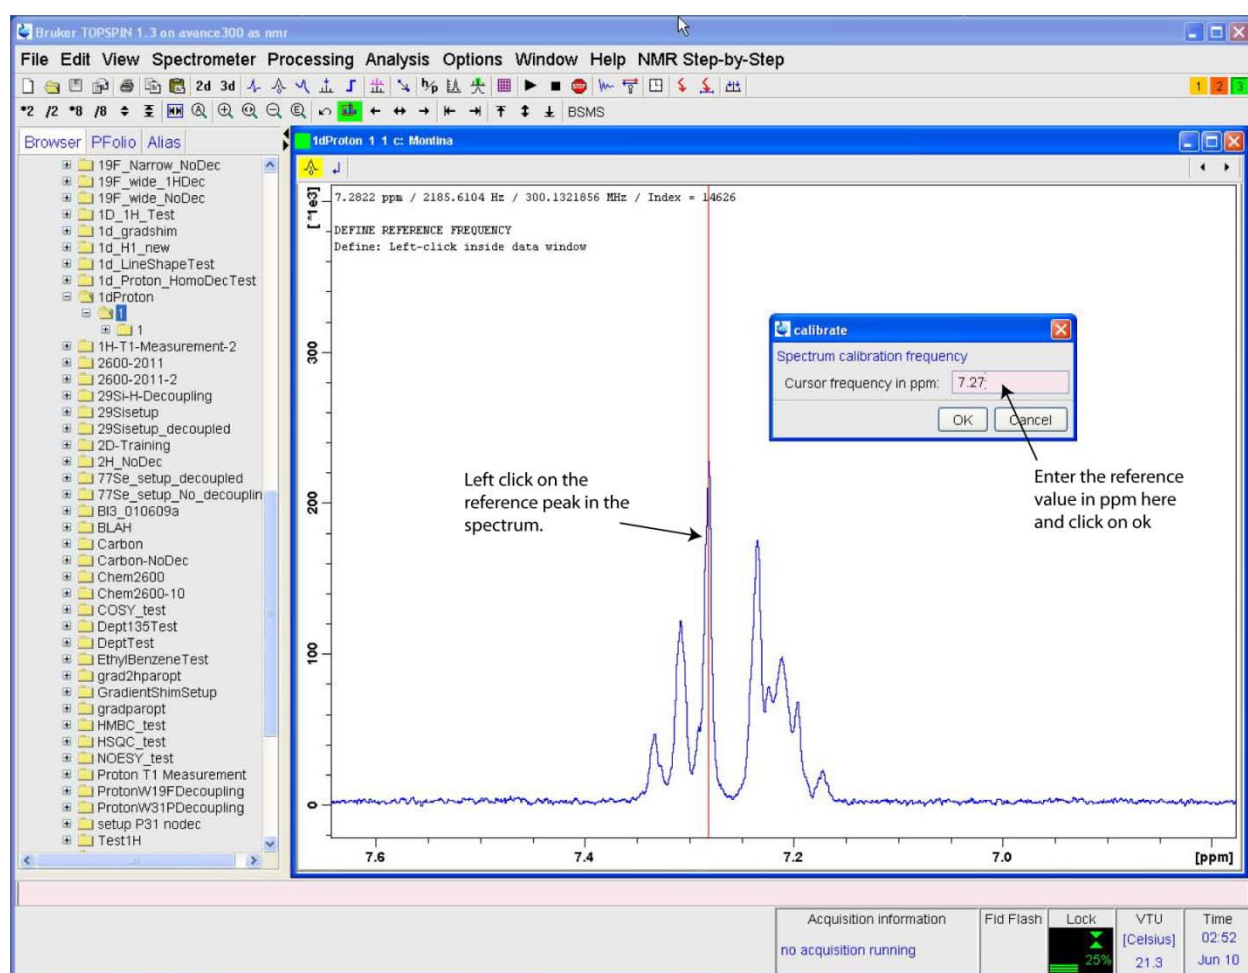 Bruker TOPSPIN 1.3 on avance300 as nmr
File Edit View Spectrometer Processing Analysis Options Window Help NMR Step-by-Step
2d 3d
1 2 3
*2 /2 *8 /8 BSMS
Browser PFolio Alias
19F_Narrow_NoDec
19F_wide_1HDec
19F_wide_NoDec
1D_1H_Test
1d_gradshim
1d_H1_new
1d_LineShapeTest
1d_Proton_HomoDecTest
1dProton
1
1
1H-T1-Measurement-2
2600-2011
2600-2011-2
29Si-H-Decoupling
29Sisetup
29Sisetup_decoupled
2D-Training
2H_NoDec
77Se_setup_decoupled
77Se_setup_No_decouplin
BI3_010609a
BLAH
Carbon
Carbon-NoDec
Chem2600
Chem2600-10
COSY_test
Dept135Test
DeptTest
EthylBenzeneTest
grad2hparopt
GradientShimSetup
gradparopt
HMBC_test
HSQC_test
NOESY_test
Proton T1 Measurement
ProtonW19FDecoupling
ProtonW31PDecoupling
setup P31 nodec
Test1H
1dProton 1 1 c: Montina
[*1e3]
7.2822 ppm / 2185.6104 Hz / 300.1321856 MHz / Index = 14626
DEFINE REFERENCE FREQUENCY
Define: Left-click inside data window
300
200
100
0
calibrate
Spectrum calibration frequency
Cursor frequency in ppm: 7.27
OK Cancel
Left click on the
reference peak in the
spectrum.
Enter the reference
value in ppm here
and click on ok
7.6 7.4 7.2 7.0 [ppm]
Acquisition information
no acquisition running
Fid Flash
Lock
25%
VTU
[Celsius]
21.3
Time
02:52
Jun 10